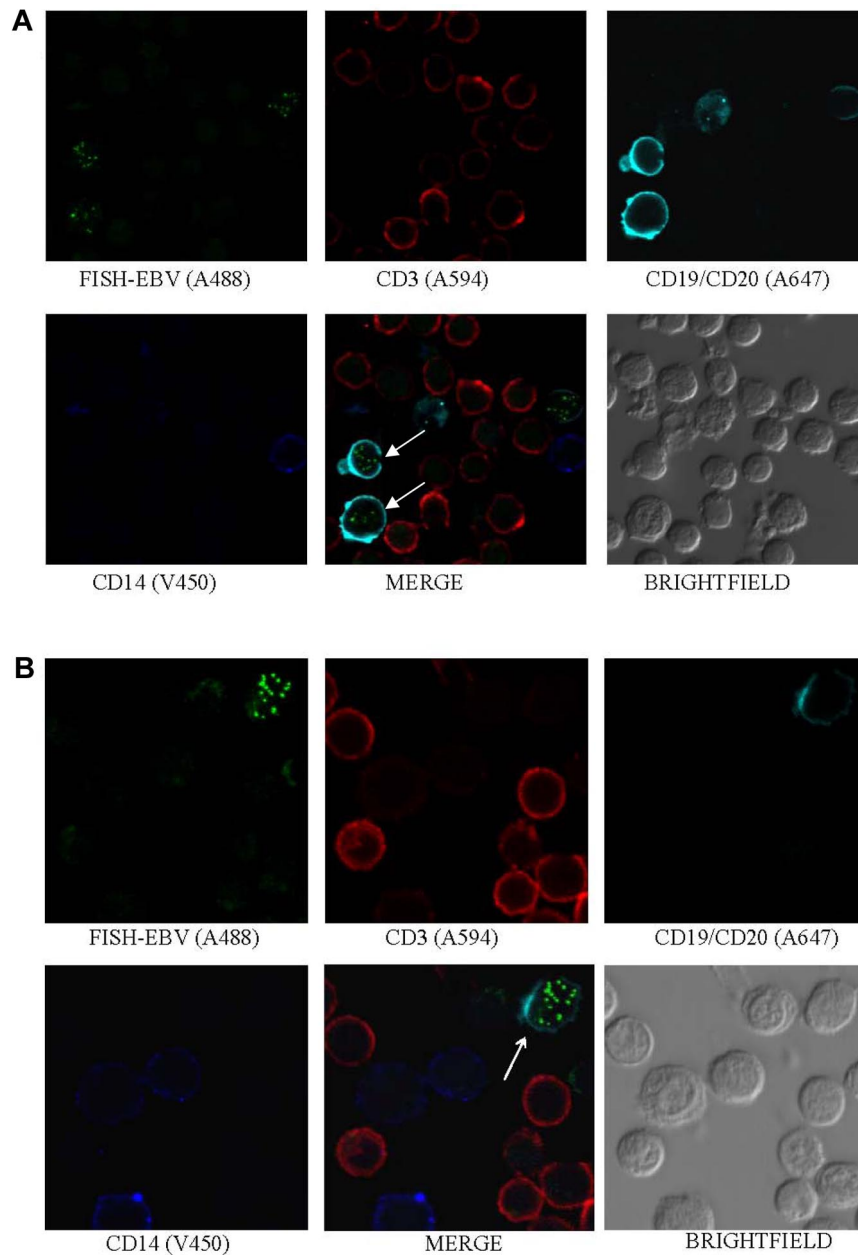 A
FISH-EBV (A488) CD3 (A594) CD19/CD20 (A647)
CD14 (V450) MERGE BRIGHTFIELD
B
FISH-EBV (A488) CD3 (A594) CD19/CD20 (A647)
CD14 (V450) MERGE BRIGHTFIELD